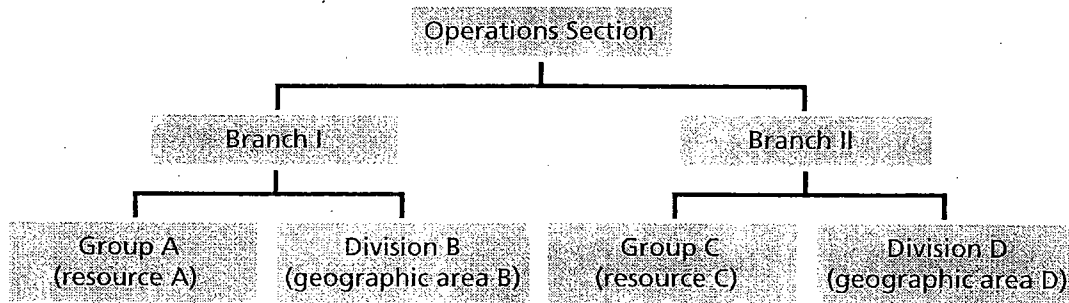 Operations Section
Branch I
Branch II
Group A
(resource A)
Division B
(geographic area B)
Group C
(resource C)
Division D
(geographic area D)